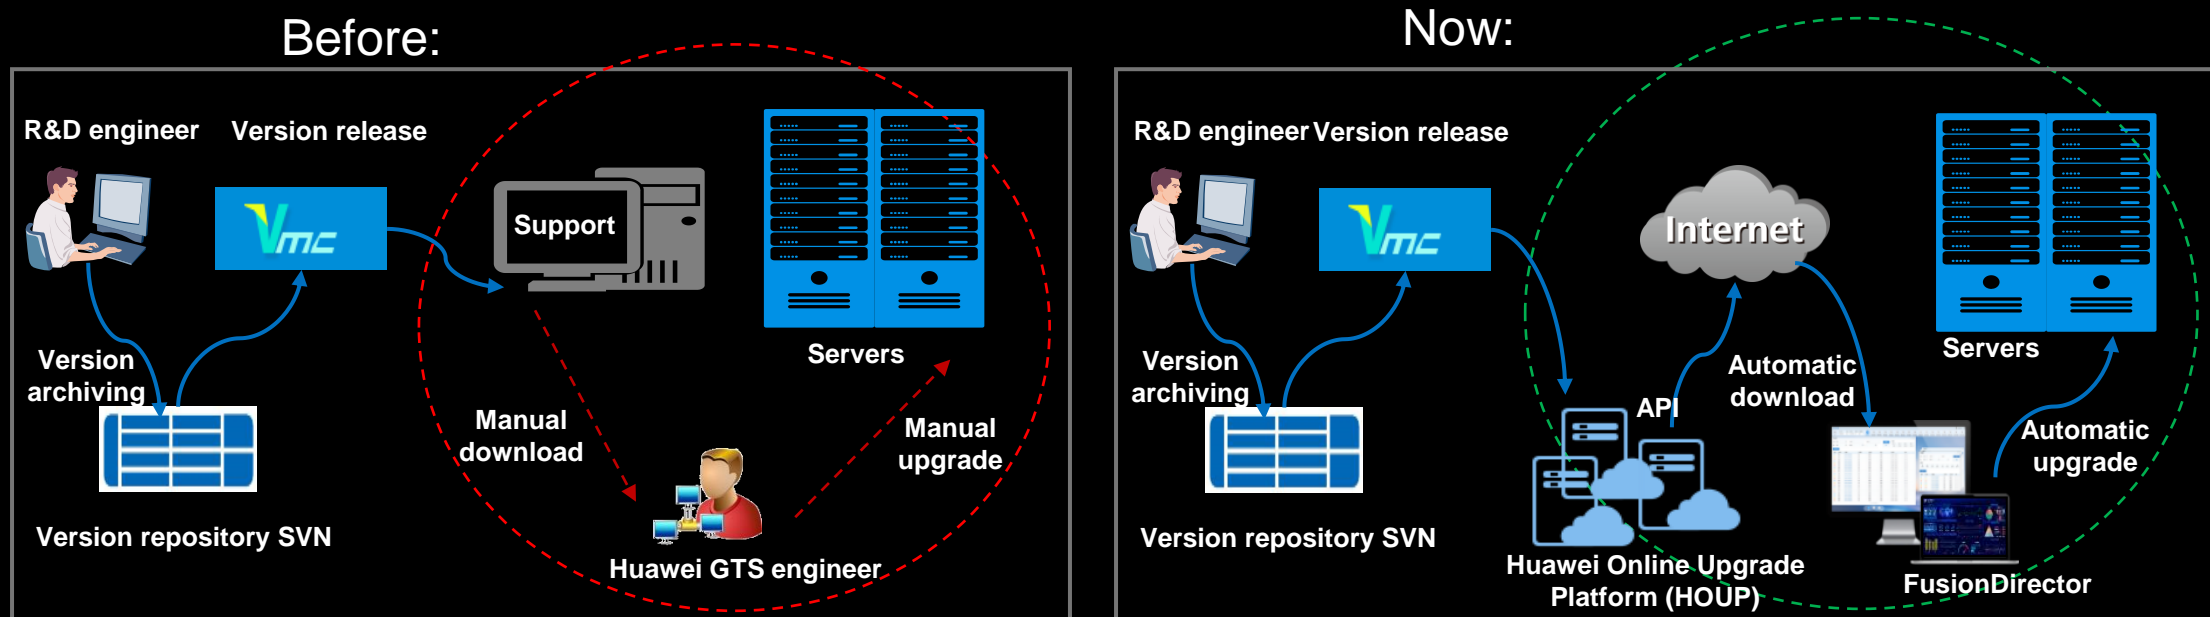 Before:
R&D engineer
Version release
Vmc
Support
Servers
Version
archiving
Manual
download
Manual
upgrade
Version repository SVN
Huawei GTS engineer
Now:
R&D engineer
Version release
Vmc
Internet
Servers
Version
archiving
API
Automatic
download
Automatic
upgrade
Version repository SVN
Huawei Online Upgrade
Platform (HOUP)
FusionDirector